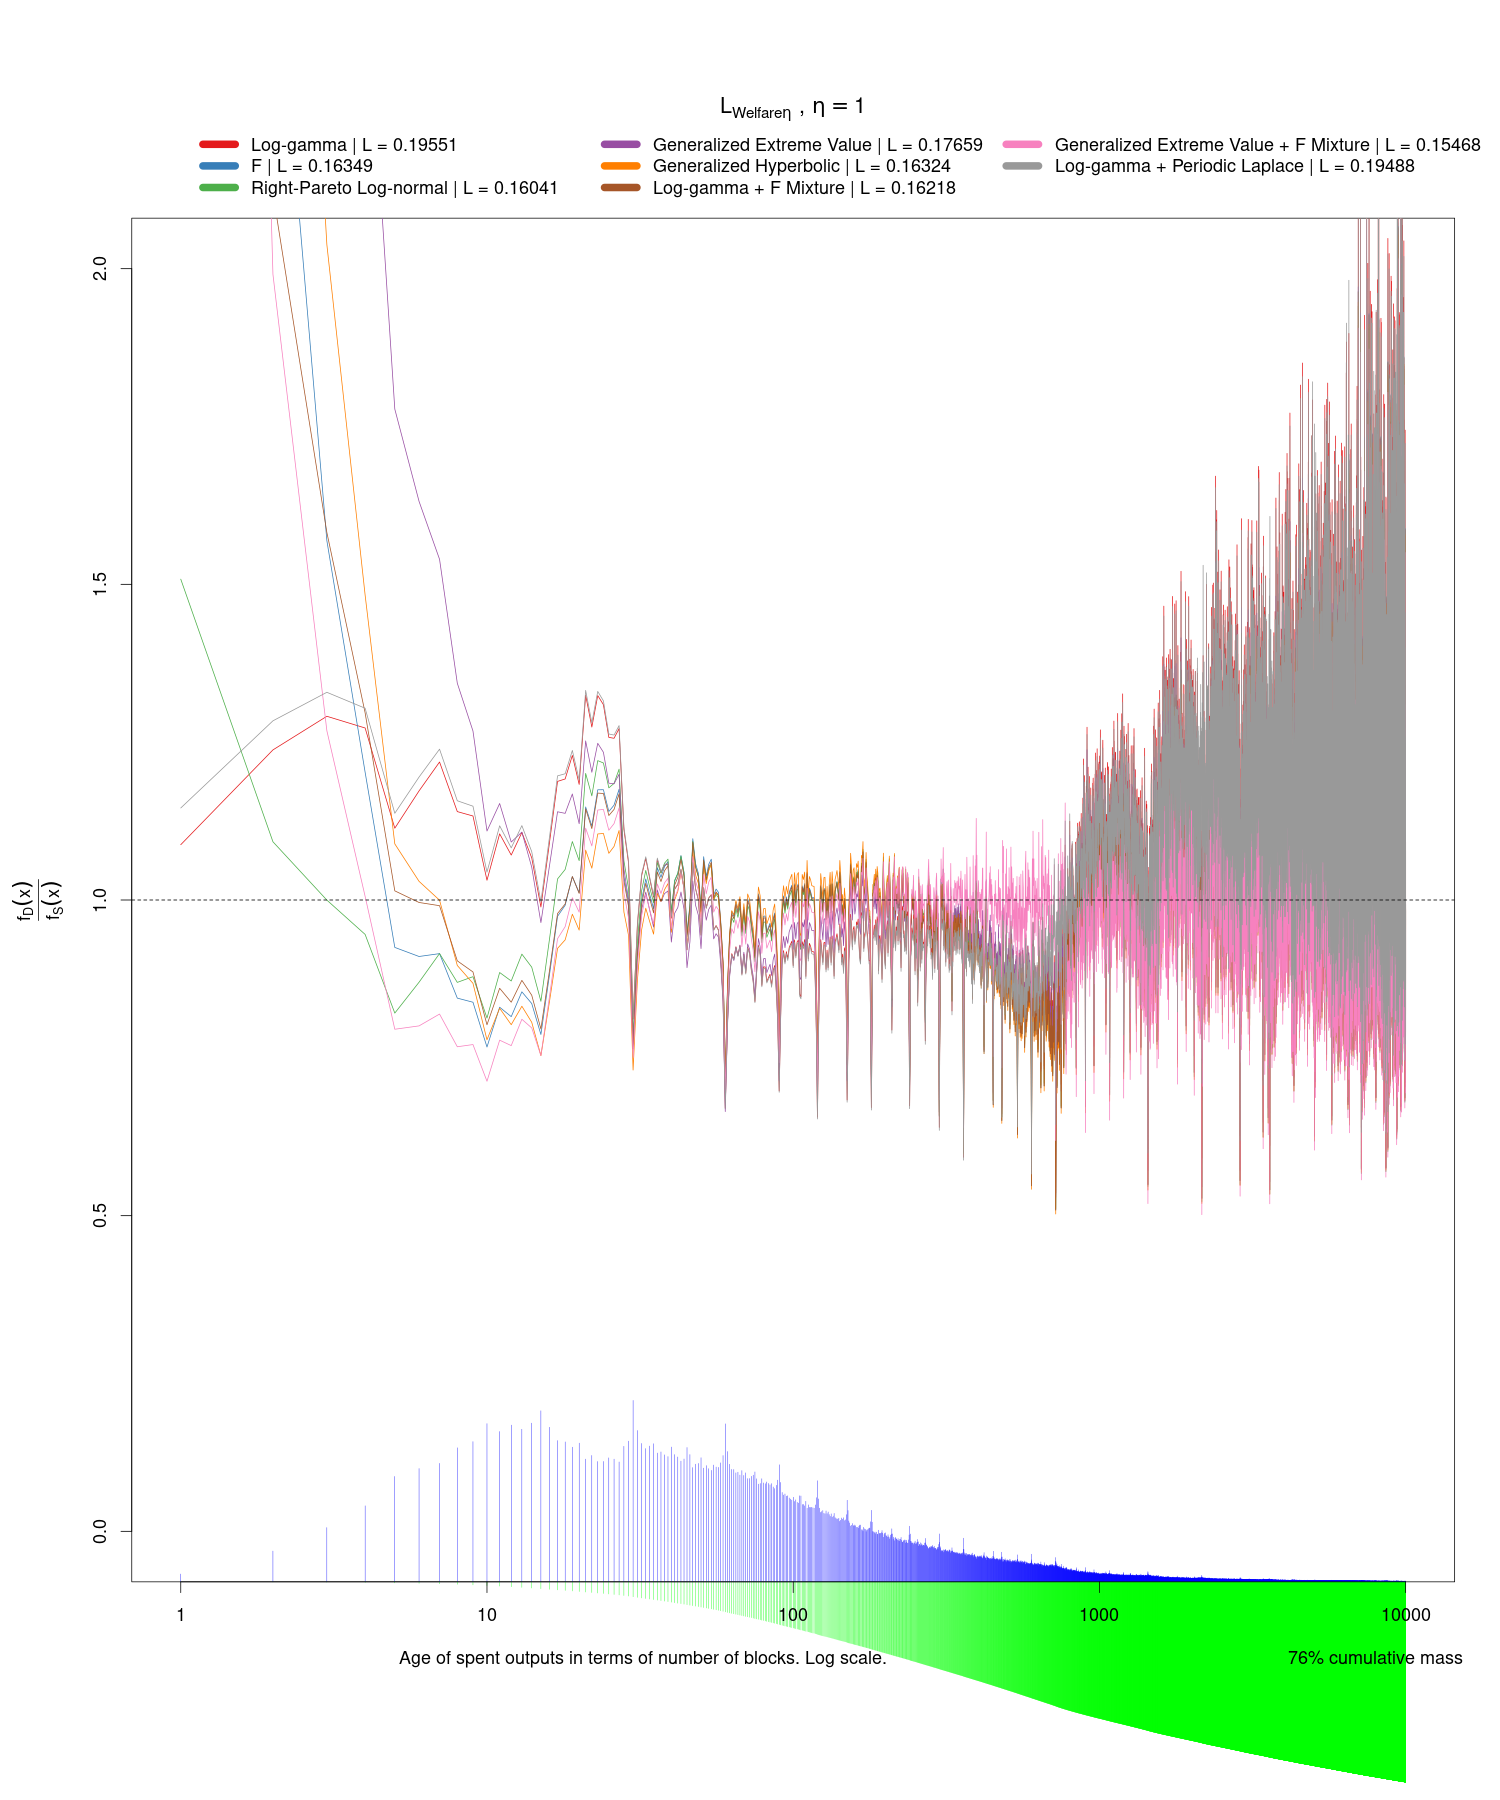 L_Welfareη , η = 1
Log-gamma | L = 0.19551
F | L = 0.16349
Right-Pareto Log-normal | L = 0.16041
Generalized Extreme Value | L = 0.17659
Generalized Hyperbolic | L = 0.16324
Log-gamma + F Mixture | L = 0.16218
Generalized Extreme Value + F Mixture | L = 0.15468
Log-gamma + Periodic Laplace | L = 0.19488
2.0
1.5
1.0
0.5
0.0
f_D(x)
f_S(x)
1 10 100 1000 10000
Age of spent outputs in terms of number of blocks. Log scale.
76% cumulative mass